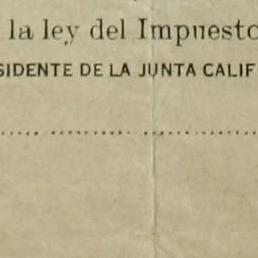 la ley del Impuesto
SIDENTE DE LA JUNTA CALIF